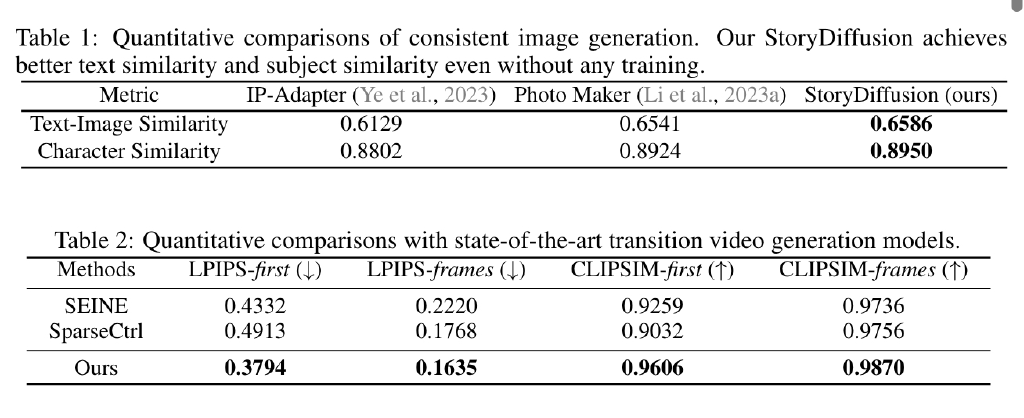 Table 1: Quantitative comparisons of consistent image generation. Our StoryDiffusion achieves
better text similarity and subject similarity even without any training.
Metric IP-Adapter (Ye et al., 2023) Photo Maker (Li et al., 2023a) StoryDiffusion (ours)
Text-Image Similarity 0.6129 0.6541 0.6586
Character Similarity 0.8802 0.8924 0.8950
Table 2: Quantitative comparisons with state-of-the-art transition video generation models.
Methods LPIPS-first (↓) LPIPS-frames (↓) CLIPSIM-first (↑) CLIPSIM-frames (↑)
SEINE 0.4332 0.2220 0.9259 0.9736
SparseCtrl 0.4913 0.1768 0.9032 0.9756
Ours 0.3794 0.1635 0.9606 0.9870